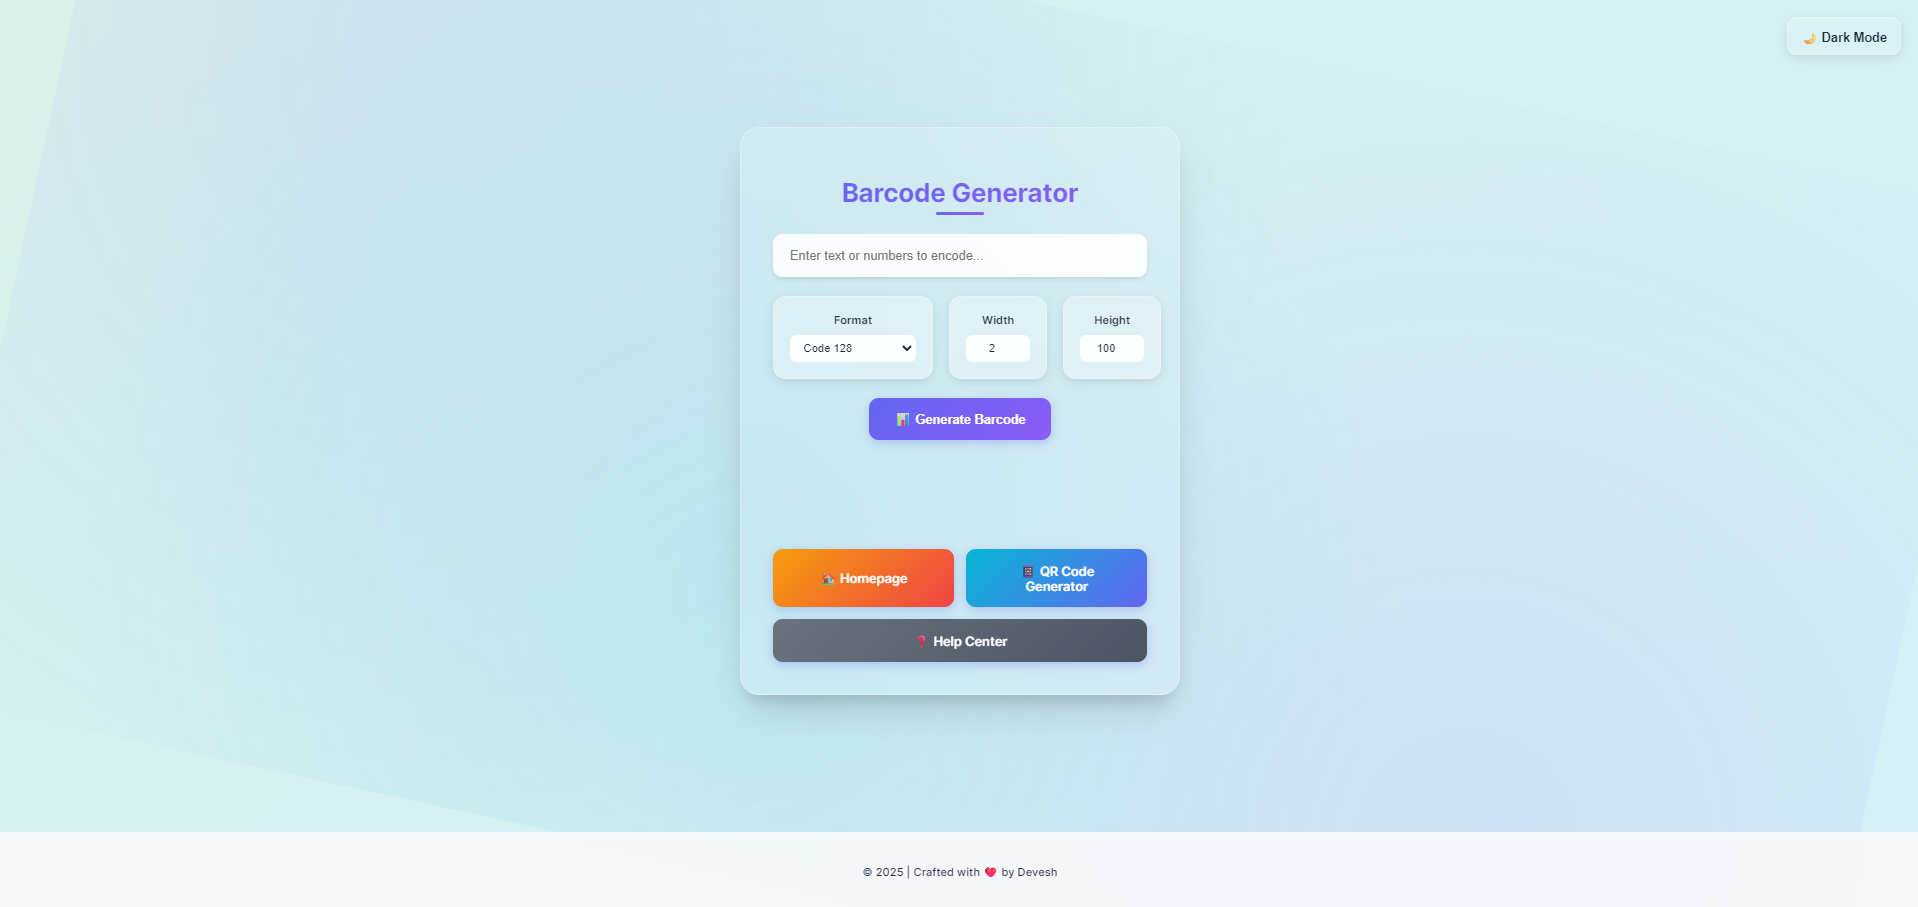 🌙 Dark Mode
Barcode Generator
Enter text or numbers to encode...
Format
Width
Height
Code 128
2
100
📊 Generate Barcode
🏠 Homepage
📱 QR Code
Generator
❓ Help Center
© 2025 | Crafted with ❤️ by Devesh